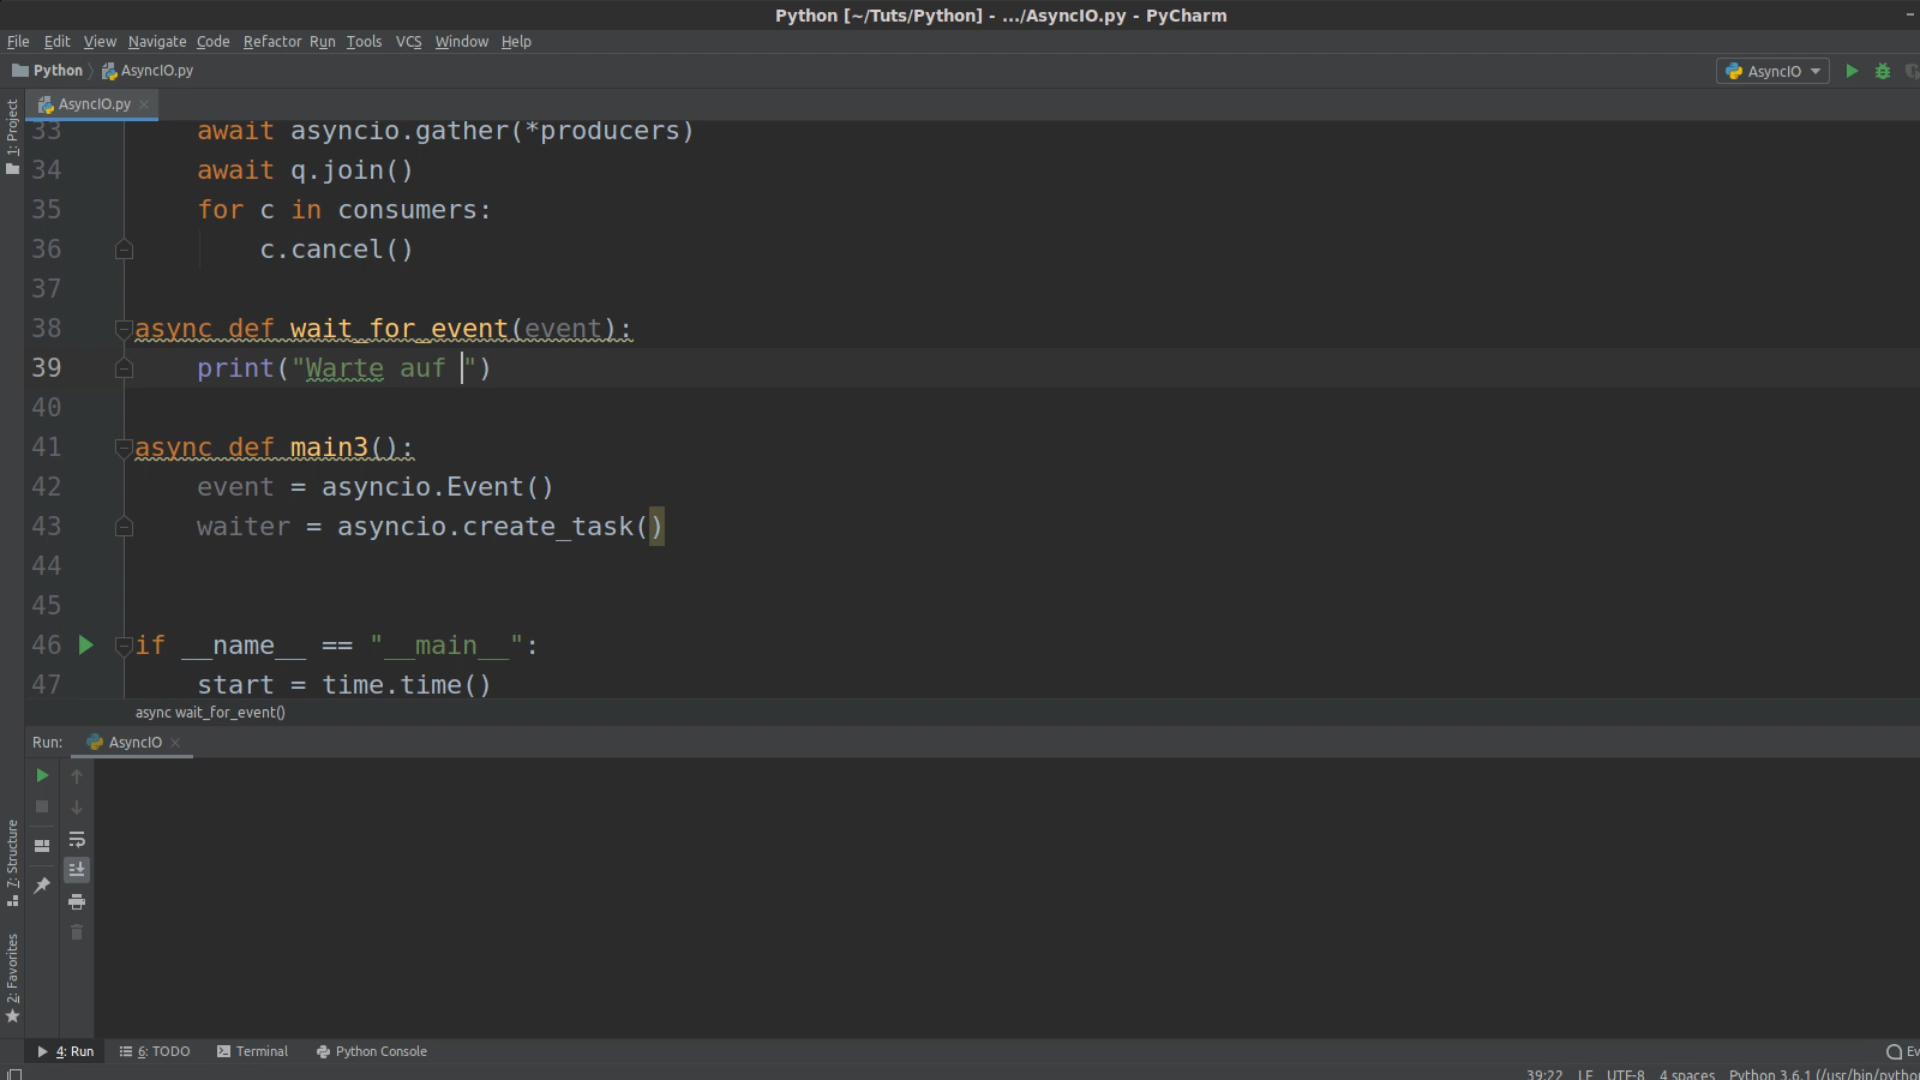 Python [~/Tuts/Python] - .../AsyncIO.py - PyCharm
File Edit View Navigate Code Refactor Run Tools VCS Window Help
Python AsyncIO.py AsyncIO
AsyncIO.py
1: Project
33 await asyncio.gather(*producers)
34 await q.join()
35 for c in consumers:
36 c.cancel()
37
38 async def wait_for_event(event):
39 print("Warte auf ")
40
41 async def main3():
42 event = asyncio.Event()
43 waiter = asyncio.create_task()
44
45
46 if __name__ == "__main__":
47 start = time.time()
async wait_for_event()
Run: AsyncIO
7: Structure
2: Favorites
4: Run 6: TODO Terminal Python Console Ev
39:22 LF UTF-8 4 spaces Python 3.6.1 (/usr/bin/python